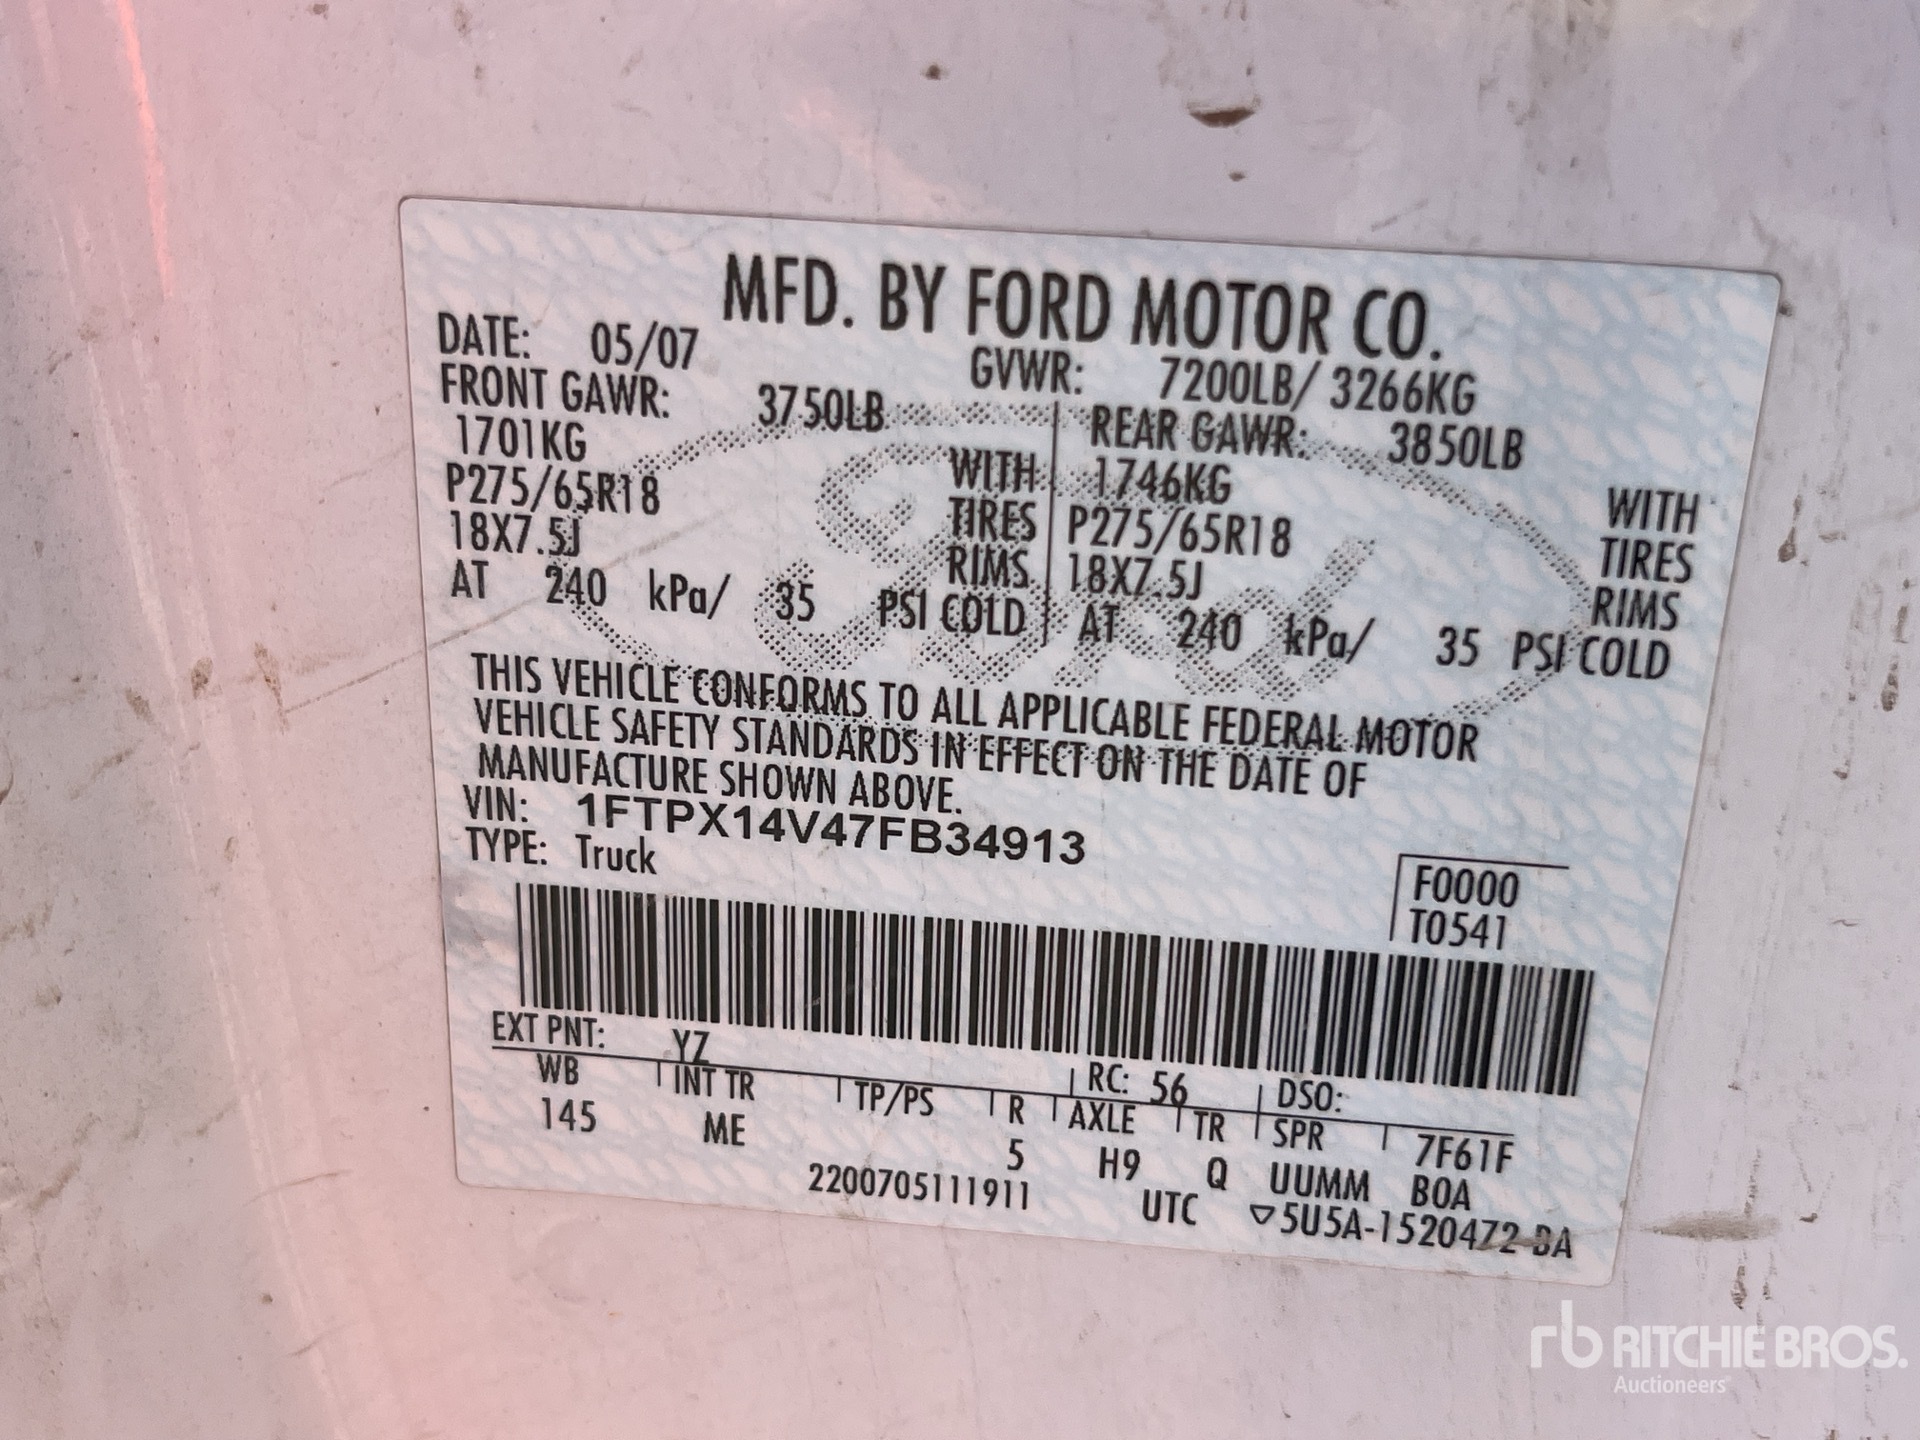 MFD. BY FORD MOTOR CO.
DATE: 05/07 GVWR: 7200LB/ 3266KG
FRONT GAWR: 3750LB REAR GAWR: 3850LB
1701KG WITH 1746KG WITH
P275/65R18 TIRES P275/65R18 TIRES
18X7.5J RIMS 18X7.5J RIMS
AT 240 kPa/ 35 PSI COLD AT 240 kPa/ 35 PSI COLD
THIS VEHICLE CONFORMS TO ALL APPLICABLE FEDERAL MOTOR
VEHICLE SAFETY STANDARDS IN EFFECT ON THE DATE OF
MANUFACTURE SHOWN ABOVE.
VIN: 1FTPX14V47FB34913
TYPE: Truck
F0000
T0541
EXT PNT: YZ RC: 56 DSO:
WB INT TR TP/PS R AXLE TR SPR 7F61F
145 ME 5 H9 Q UUMM BOA
2200705111911 UTC ▽5U5A-1520472-BA
Ford
rb RITCHIE BROS.
Auctioneers